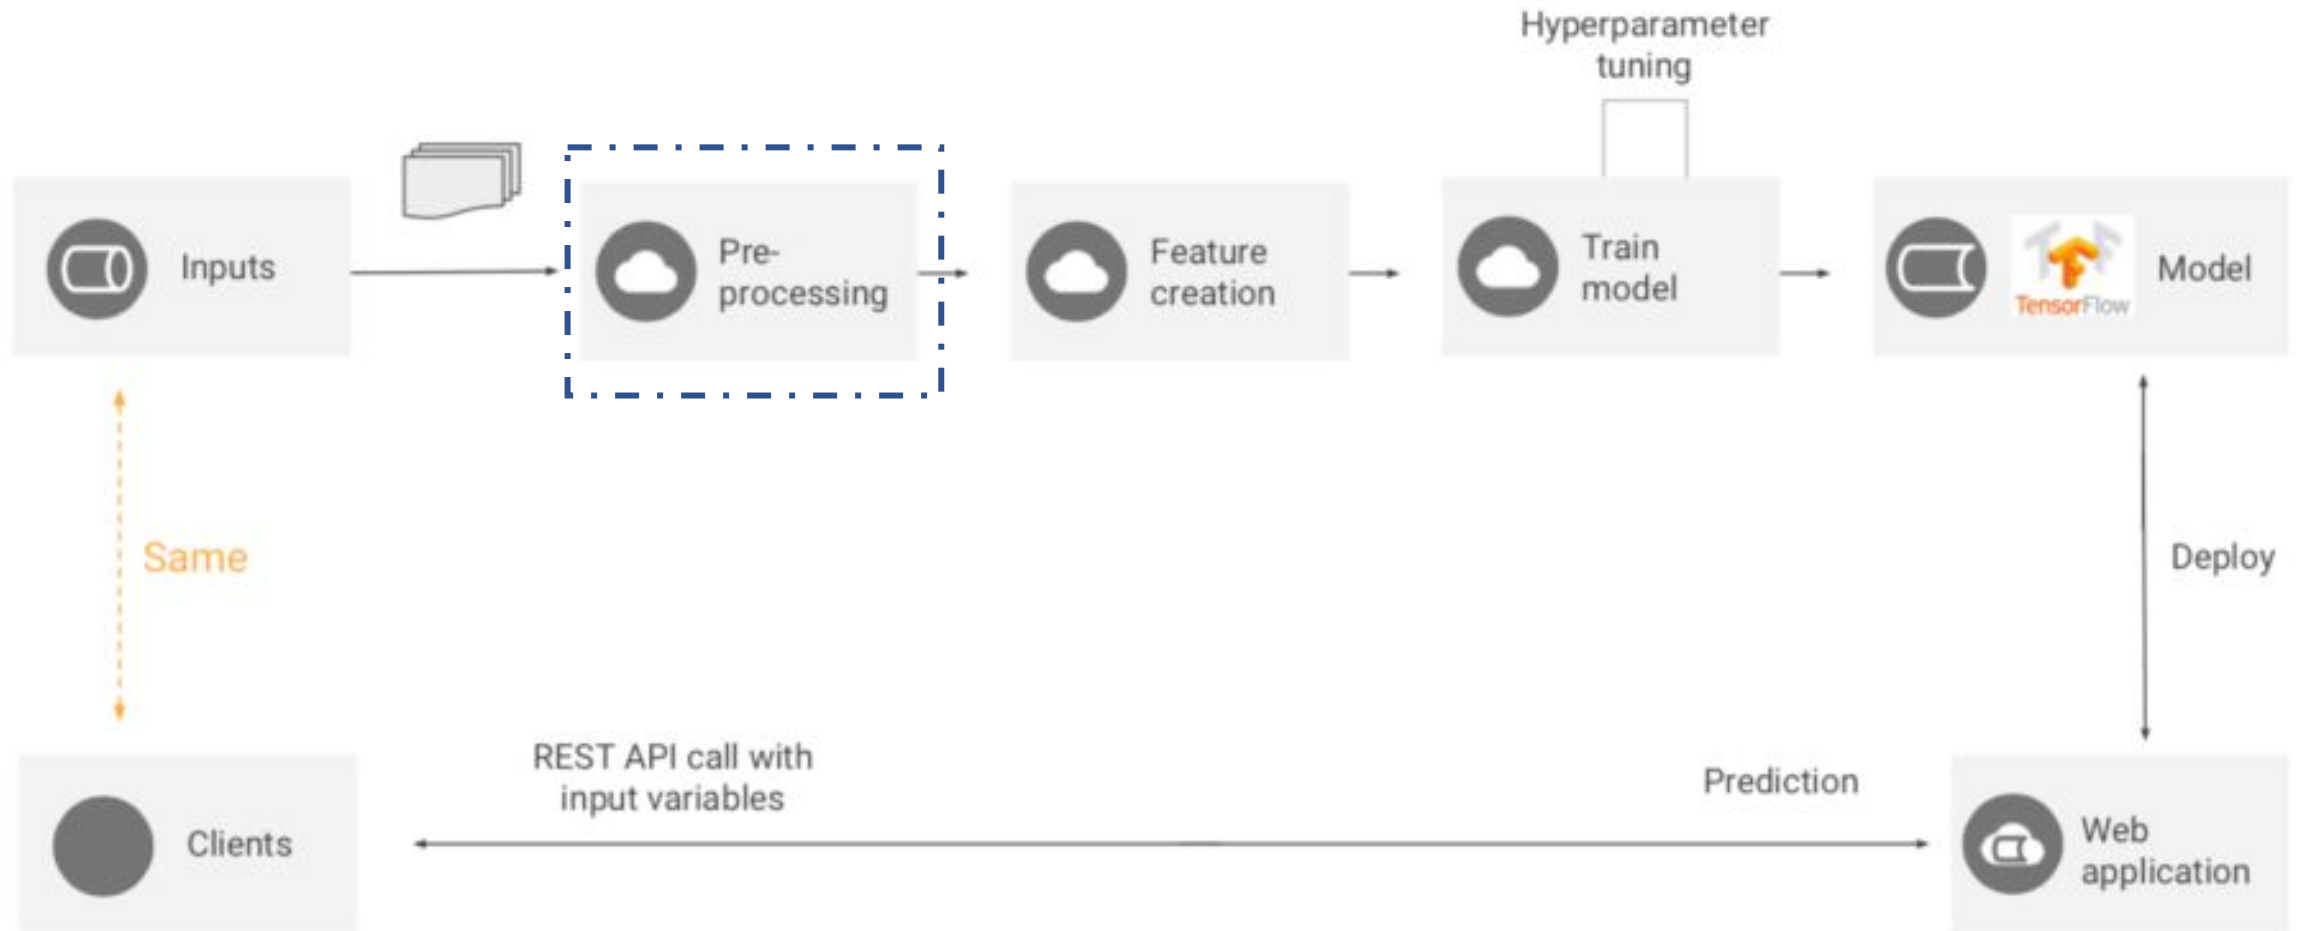 Hyperparameter
tuning
Inputs
Pre-
processing
Feature
creation
Train
model
TensorFlow
Model
Same
Deploy
REST API call with
input variables
Prediction
Clients
Web
application